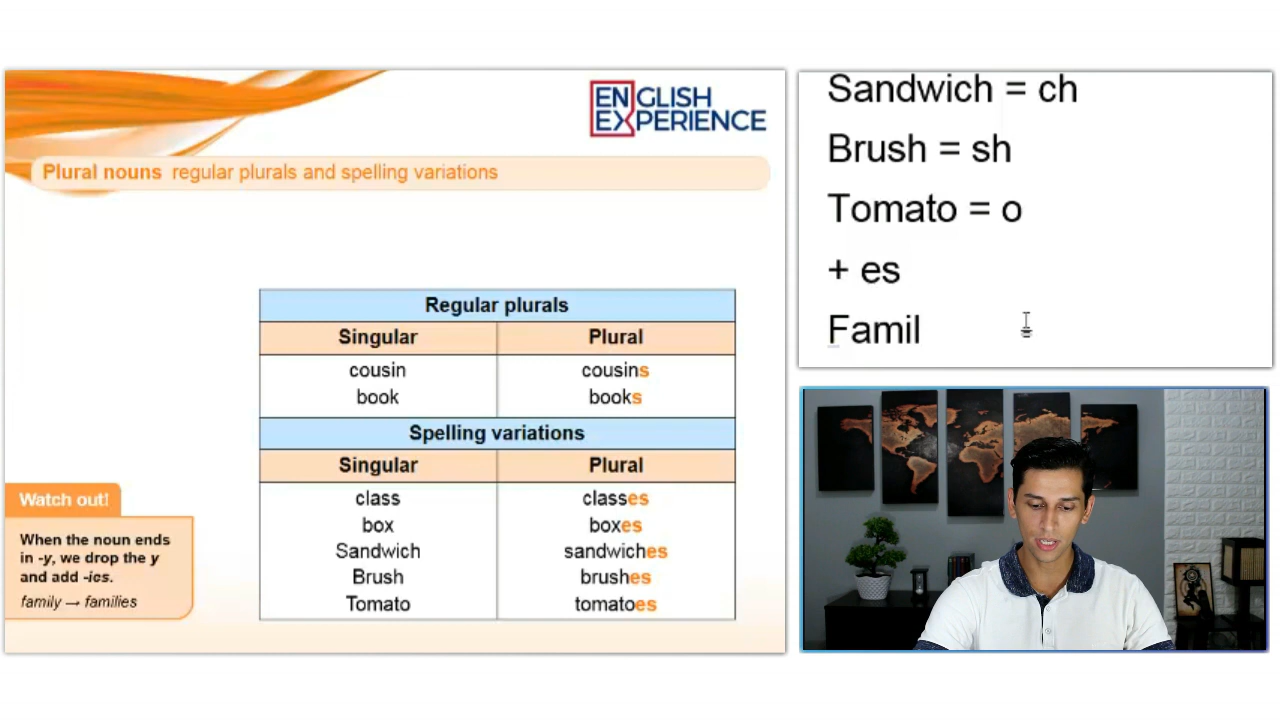 ENGLISH
EXPERIENCE
Plural nouns regular plurals and spelling variations
Regular plurals
Singular Plural
cousin cousins
book books
Spelling variations
Singular Plural
class classes
box boxes
Sandwich sandwiches
Brush brushes
Tomato tomatoes
Watch out!
When the noun ends
in -y, we drop the y
and add -ies.
family → families
Sandwich = ch
Brush = sh
Tomato = o
+ es
Famil